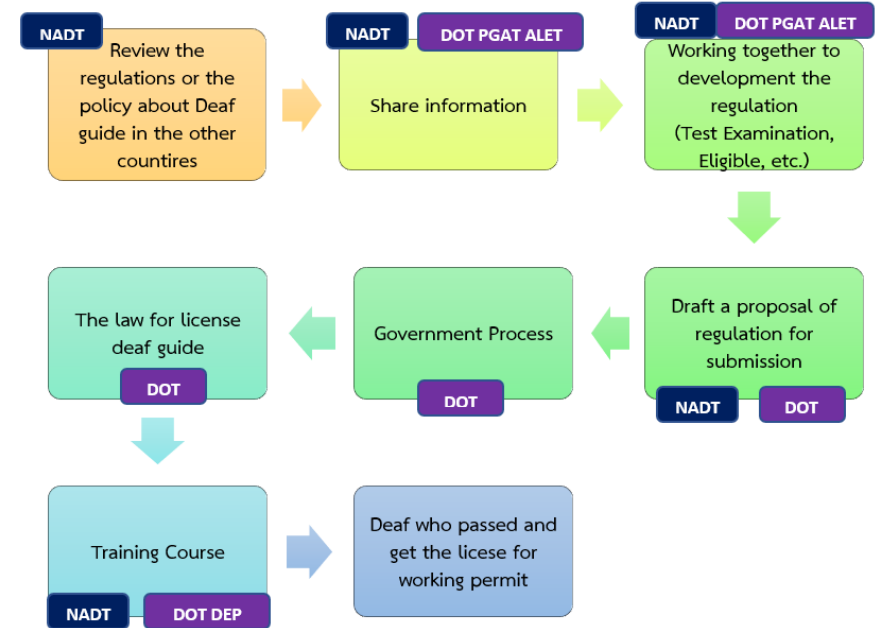 NADT
Review the
regulations or the
policy about Deaf
guide in the other
countires
NADT
DOT PGAT ALET
Share information
NADT
DOT PGAT ALET
Working together to
development the
regulation
(Test Examination,
Eligible, etc.)
Draft a proposal of
regulation for
submission
NADT
DOT
Government Process
DOT
The law for license
deaf guide
DOT
Training Course
NADT
DOT DEP
Deaf who passed and
get the licese for
working permit